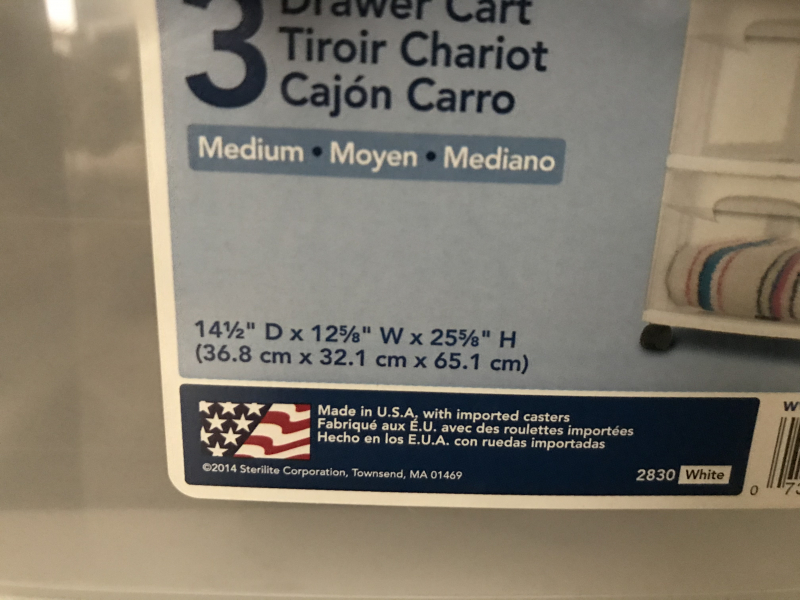 3 Drawer Cart
Tiroir Chariot
Cajón Carro
Medium • Moyen • Mediano
14½" D x 12⅝" W x 25⅝" H
(36.8 cm x 32.1 cm x 65.1 cm)
Made in U.S.A. with imported casters
Fabriqué aux É.U. avec des roulettes importées
Hecho en los E.U.A. con ruedas importadas
©2014 Sterilite Corporation, Townsend, MA 01469
2830 White
0